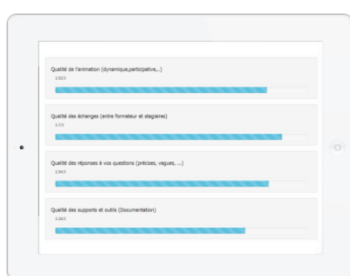 Qualité de l'animation (dynamique,participative,..)
Qualité des échanges (entre formateur et stagiaires)
Qualité des réponses à vos questions (précises, vagues, ...)
Qualité des supports et outils (Documentation)